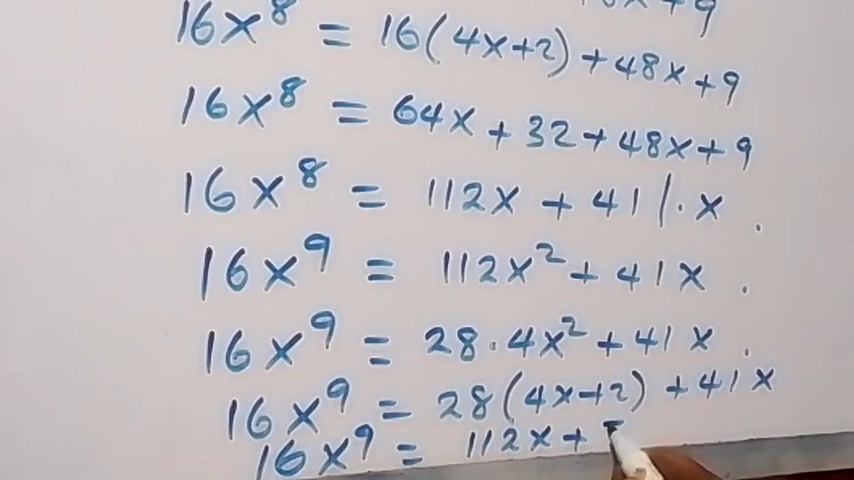 16x⁸ = 16(4x+2) + 48x + 9
16x⁸ = 64x + 32 + 48x + 9
16x⁸ = 112x + 41 /· x
16x⁹ = 112x² + 41x
16x⁹ = 28·4x² + 41x
16x⁹ = 28(4x+2) + 41x
16x⁹ = 112x +